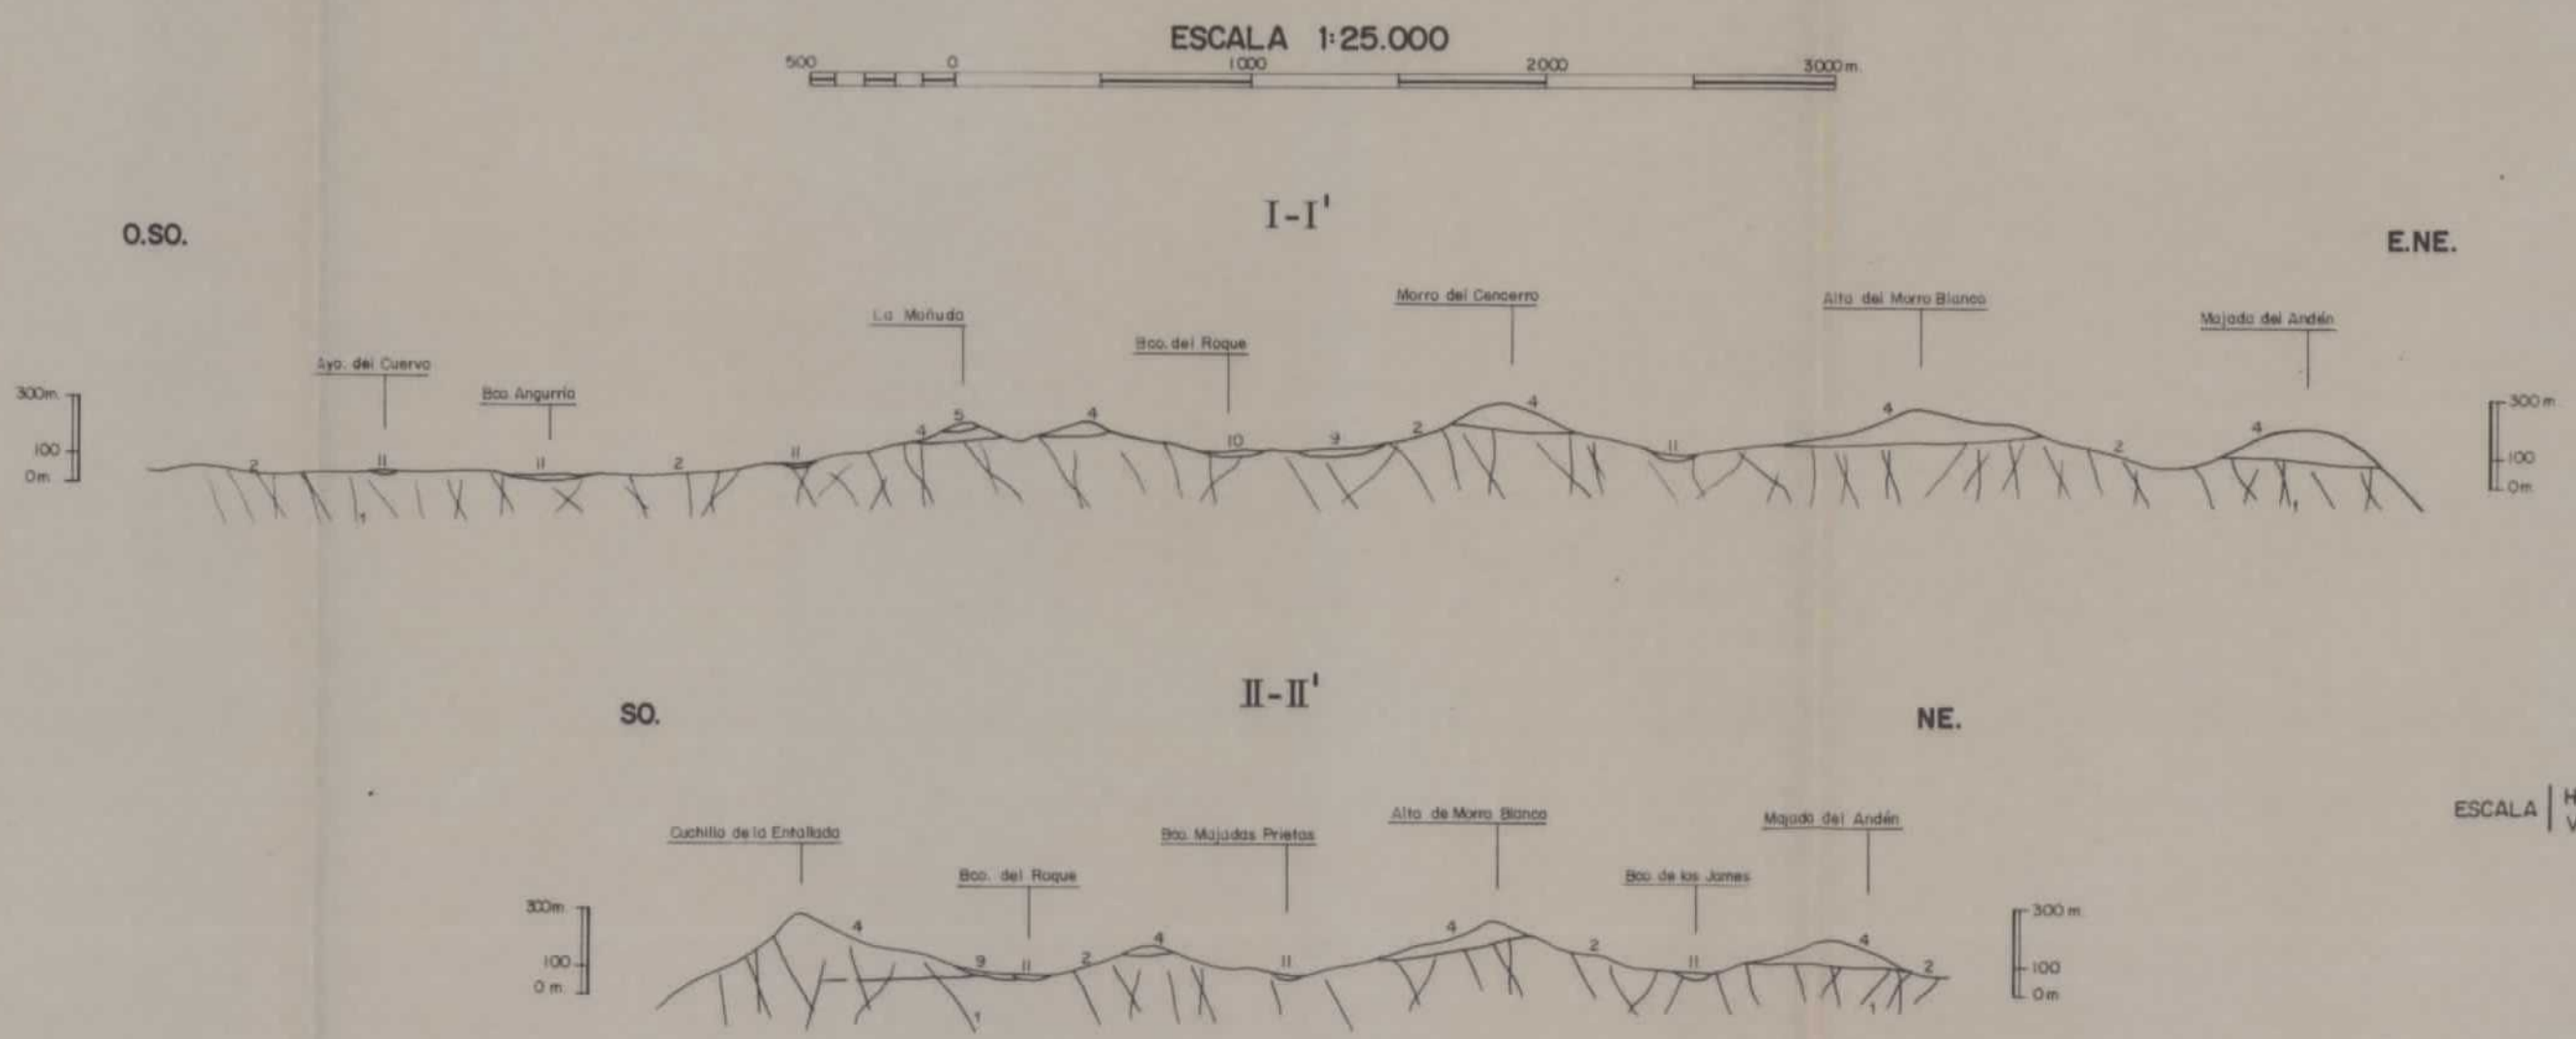 ESCALA 1:25.000
500 0 1000 2000 3000 m.
I-I'
O.SO. E.NE.
Ayo. del Cuervo
Bco. Angurria
La Moñuda
Bco. del Roque
Morro del Cencerro
Alto del Morro Blanco
Majada del Andén
300m.
100
0m
300 m
100
0m
2 11 11 2 11 4 5 4 10 9 2 4 11 4 2 4
1 1
II-II'
SO. NE.
Cuchillo de la Entallada
Bco. del Roque
Bco. Majadas Prietas
Alto de Morro Blanco
Bco. de los James
Majada del Andén
ESCALA H
V
300m.
100
0 m.
300 m.
100
0m
4 9 11 2 4 11 4 2 11 4 2
1 1